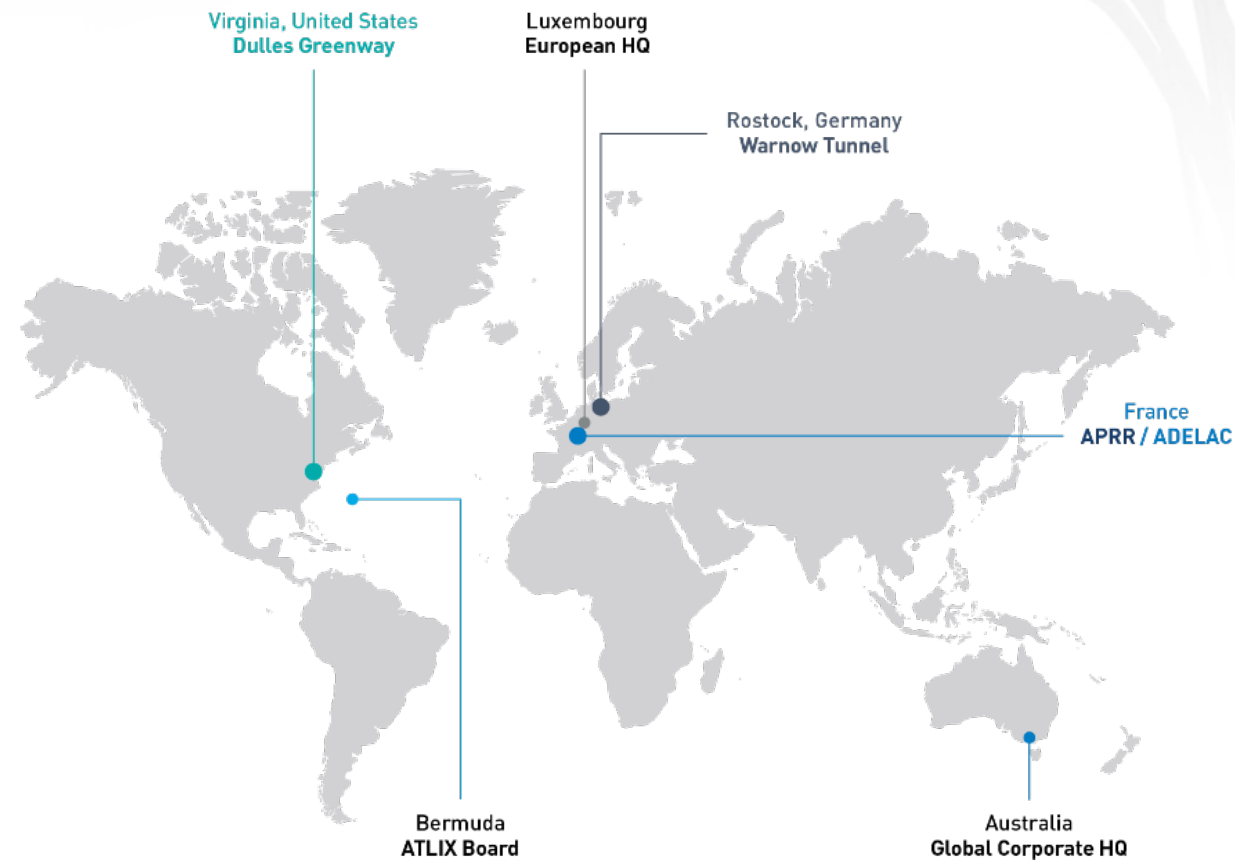 Virginia, United States
Dulles Greenway
Luxembourg
European HQ
Rostock, Germany
Warnow Tunnel
France
APRR / ADELAC
Bermuda
ATLIX Board
Australia
Global Corporate HQ